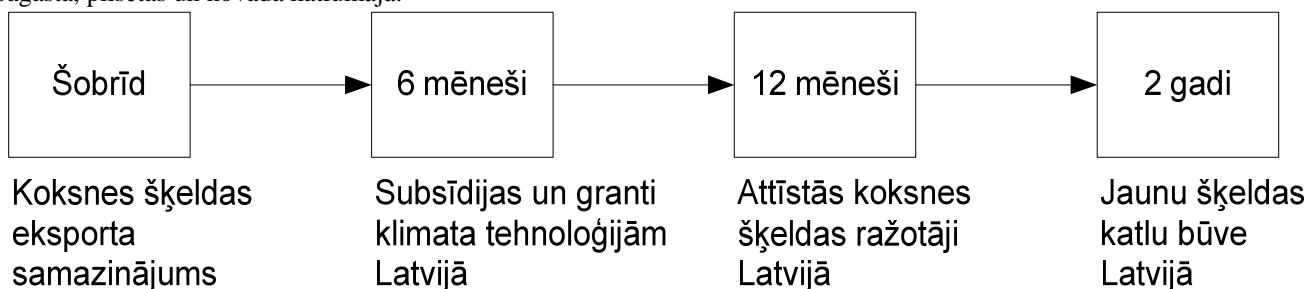 Šobrīd
6 mēneši
12 mēneši
2 gadi
Koksnes šķeldas
eksporta
samazinājums
Subsīdijas un granti
klimata tehnoloģijām
Latvijā
Attīstās koksnes
šķeldas ražotāji
Latvijā
Jaunu šķeldas
katlu būve
Latvijā